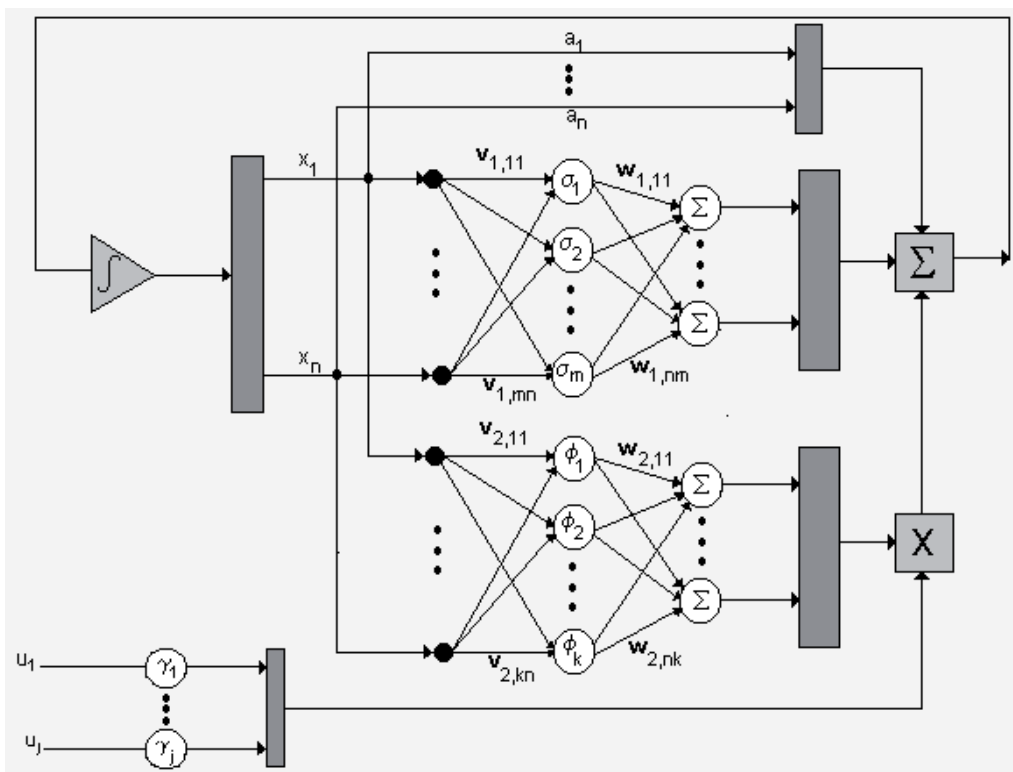 a₁
aₙ
x₁
v₁,₁₁
σ₁
w₁,₁₁
Σ
σ₂
∫
Σ
Σ
xₙ
v₁,ₘₙ
σₘ
w₁,ₙₘ
v₂,₁₁
ϕ₁
w₂,₁₁
Σ
ϕ₂
X
Σ
u₁
γ₁
v₂,ₖₙ
ϕₖ
w₂,ₙₖ
uⱼ
γⱼ